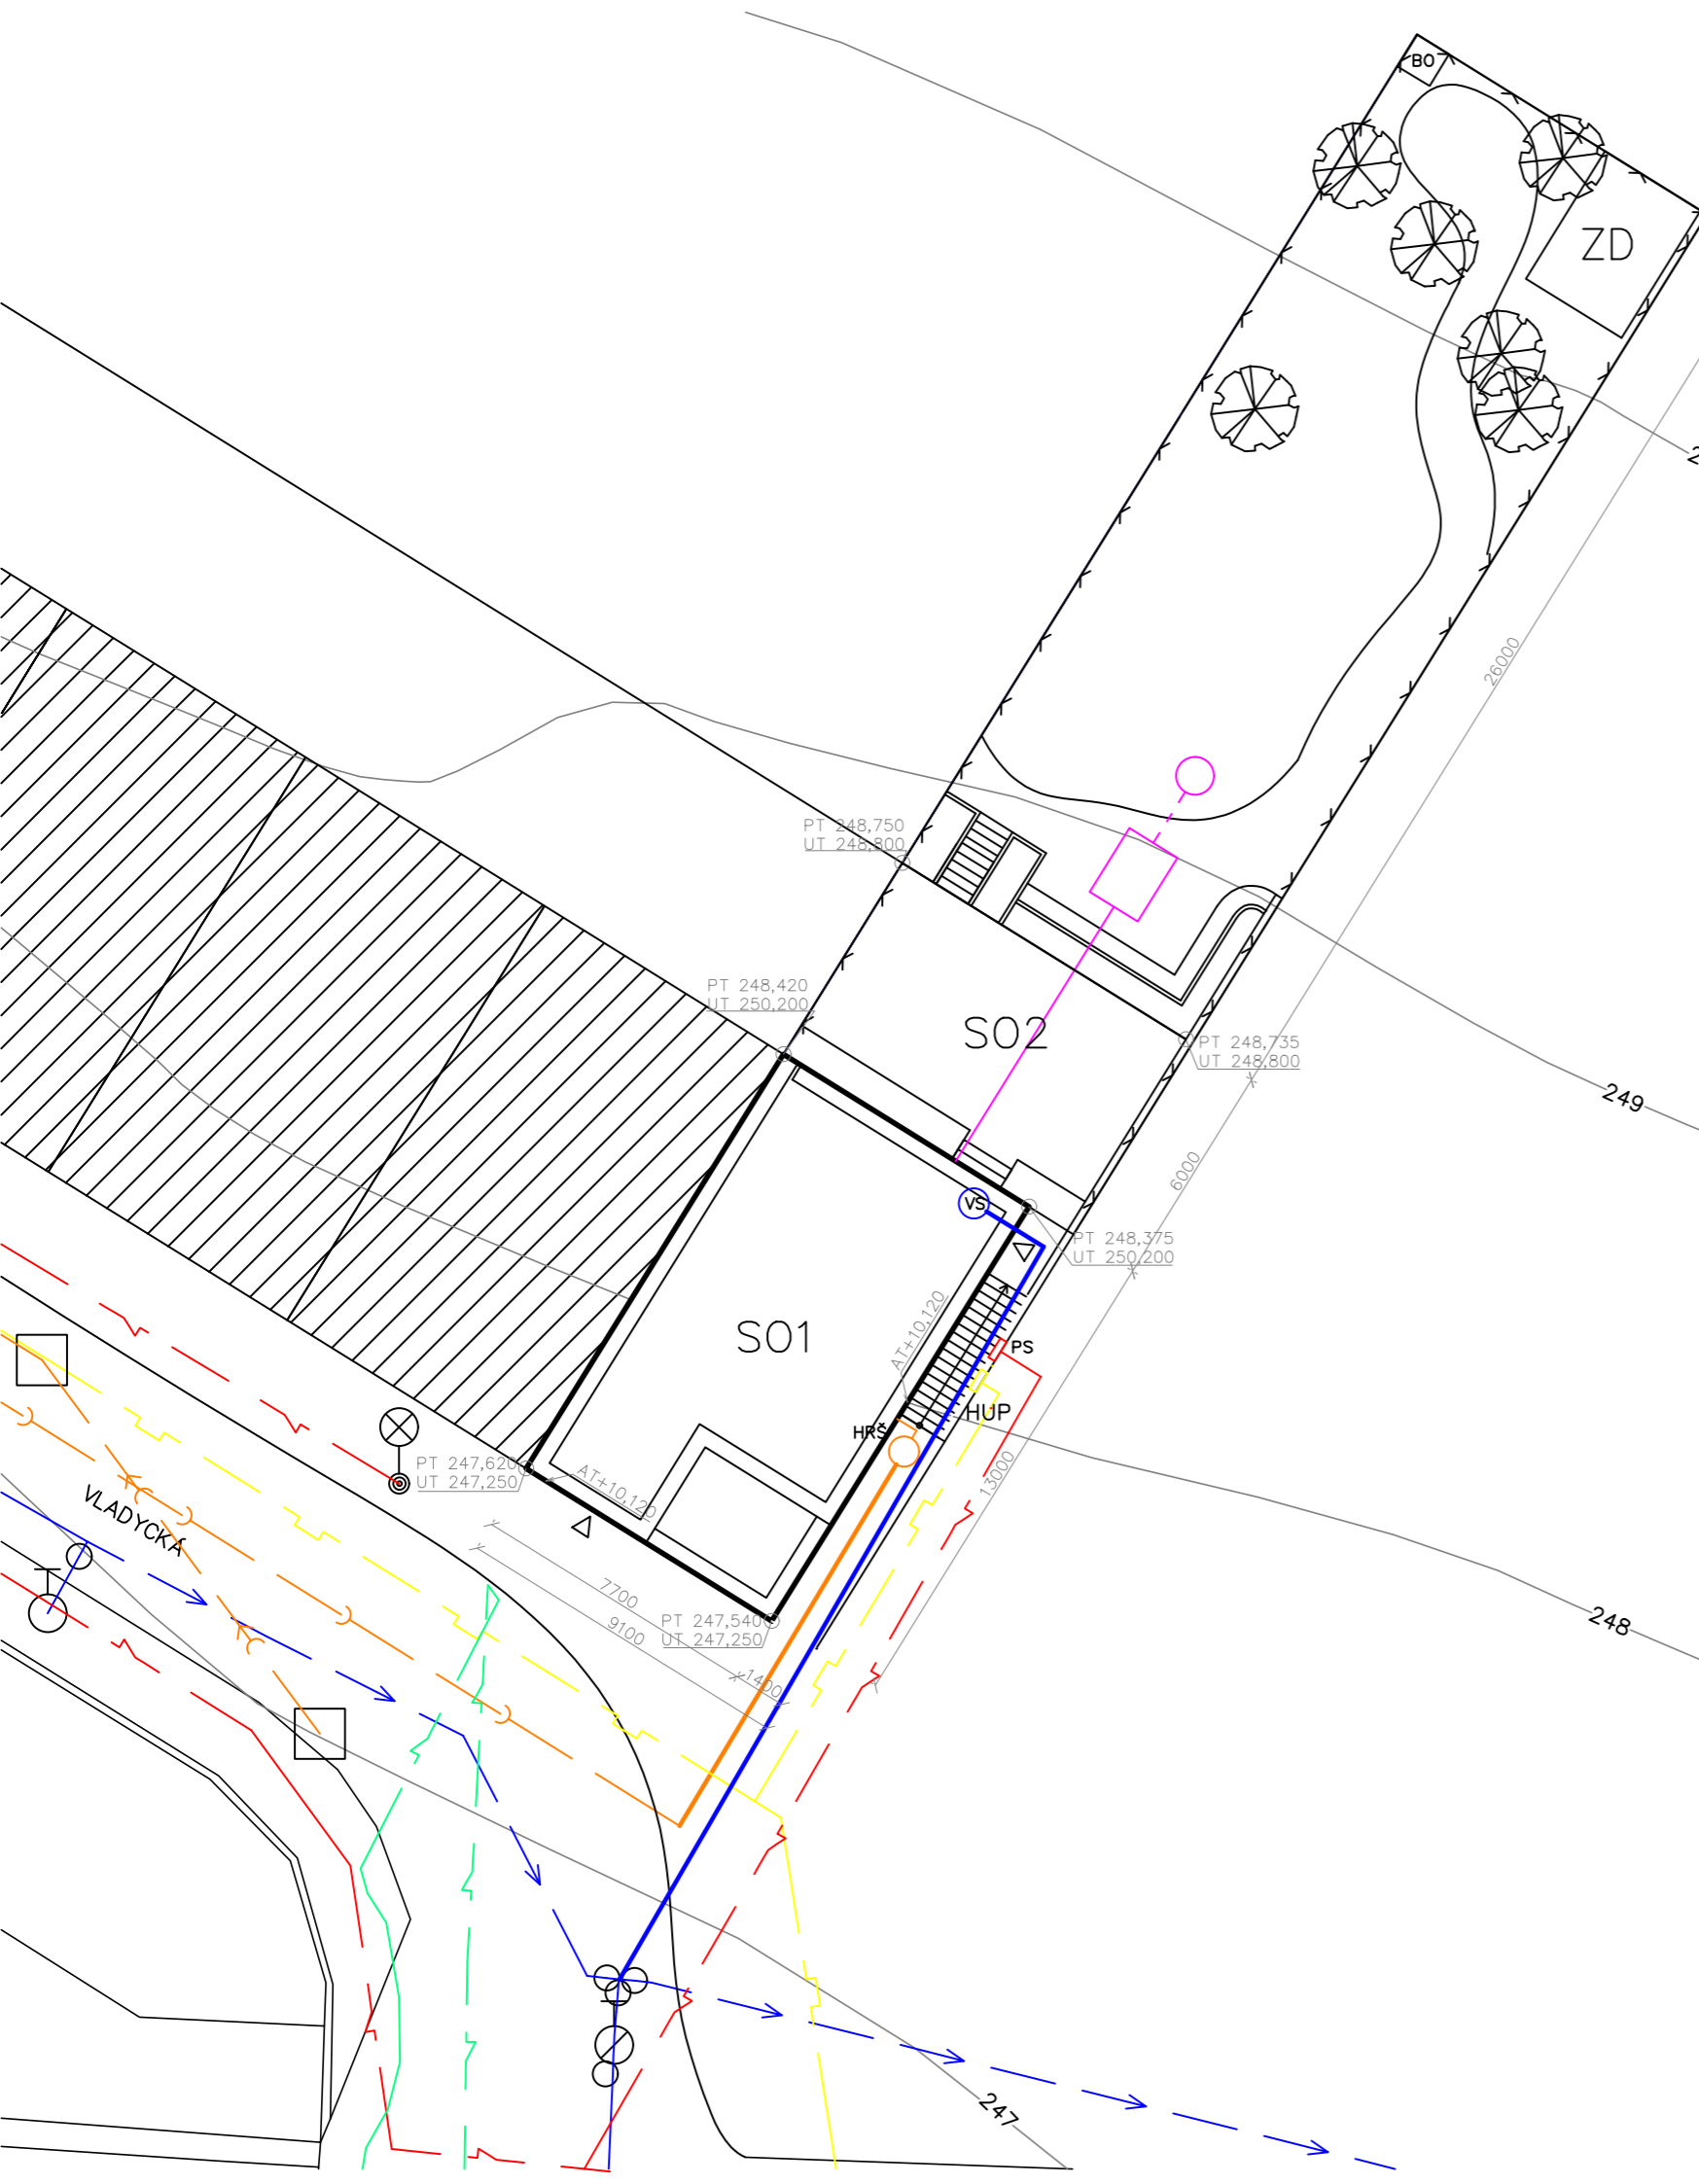 BO
ZD
26000
PT 248,750
UT 248,800
PT 248,420
UT 250,200
SO2
PT 248,735
UT 248,800
249
6000
VS
PT 248,375
UT 250,200
AT+10,120
SO1
PS
HUP
HRŠ
PT 247,620
UT 247,250
AT+10,120
13000
VLADYCKÁ
7700
9100
PT 247,540
UT 247,250
1400
248
247